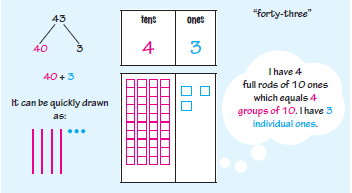 43
40 3
40 + 3
It can be quickly drawn
as:
tens ones
4 3
"forty-three"
I have 4
full rods of 10 ones
which equals 4
groups of 10. I have 3
individual ones.